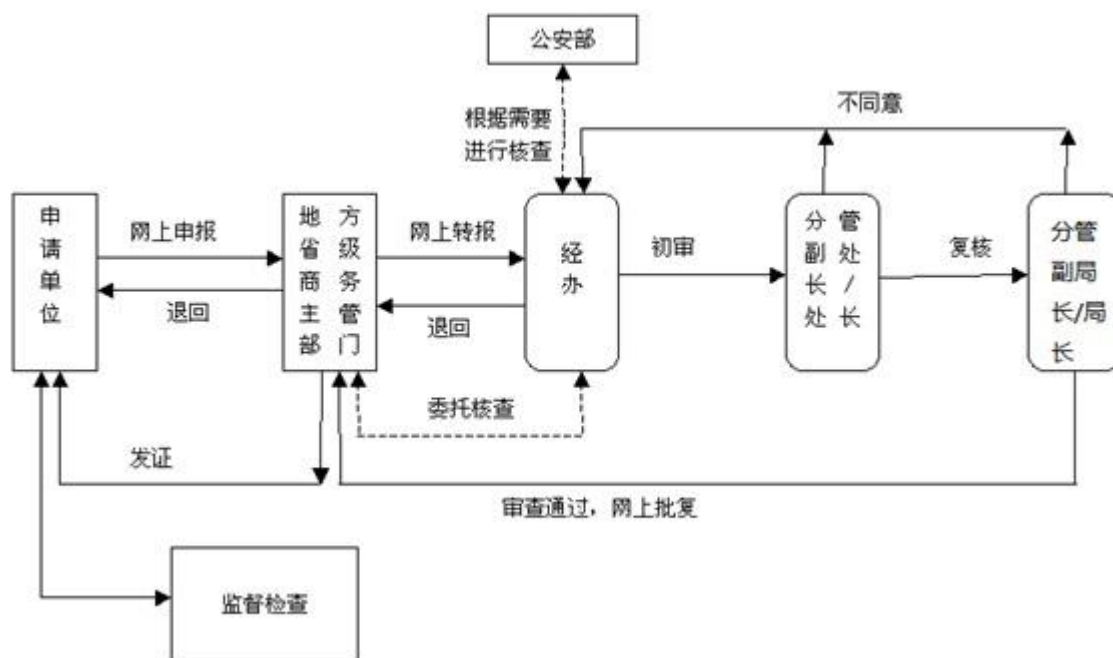 公安部
根据需要
进行核查
不同意
申
请
单
位
网上申报
退回
地 方
省 级
商 务
主 管
部 门
网上转报
退回
经
办
初审
分 管
副 处
长 /
处 长
复核
分管
副局
长/局
长
委托核查
发证
审查通过，网上批复
监督检查